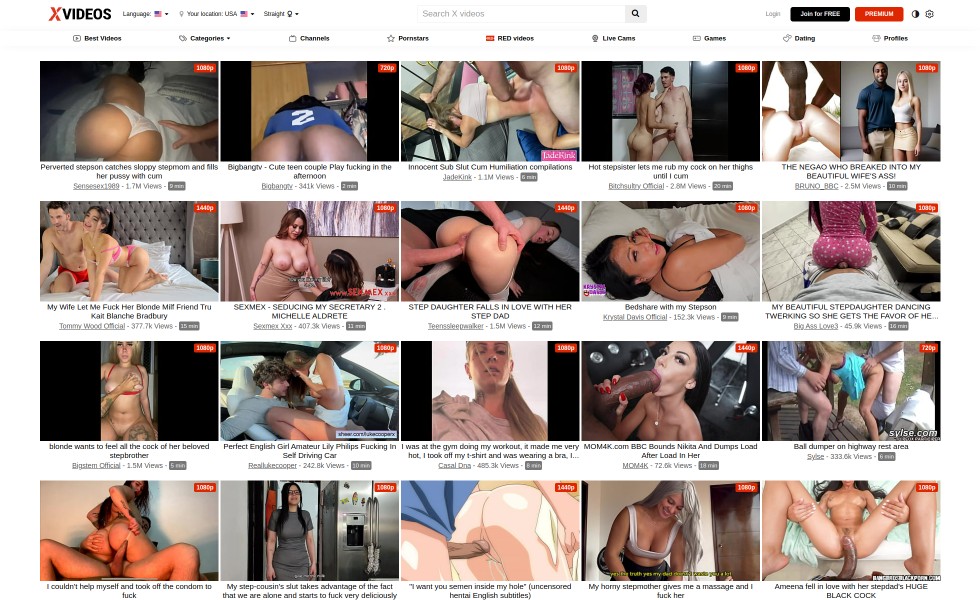 XVIDEOS
Language:
Your location: USA
Straight
Search X videos
Login
Join for FREE
PREMIUM
Best Videos
Categories
Channels
Pornstars
RED videos
Live Cams
Games
Dating
Profiles
1080p
720p
1080p
1080p
1080p
2
JadeKink
Perverted stepson catches sloppy stepmom and fills
her pussy with cum
Sensesex1989 - 1.7M Views - 9 min
Bigbangtv - Cute teen couple Play fucking in the
afternoon
Bigbangtv - 341k Views - 2 min
Innocent Sub Slut Cum Humiliation compilations
JadeKink - 1.1M Views - 6 min
Hot stepsister lets me rub my cock on her thighs
until I cum
Bitchsultry Official - 2.8M Views - 20 min
THE NEGAO WHO BREAKED INTO MY
BEAUTIFUL WIFE'S ASS!
BRUNO_BBC - 2.5M Views - 10 min
1440p
1080p
1440p
1080p
1080p
My Wife Let Me Fuck Her Blonde Milf Friend Tru
Kait Blanche Bradbury
Tommy Wood Official - 377.7k Views - 15 min
SEXMEX - SEDUCING MY SECRETARY 2 .
MICHELLE ALDRETE
Sexmex Xxx - 407.3k Views - 11 min
STEP DAUGHTER FALLS IN LOVE WITH HER
STEP DAD
Teenssleepwalker - 1.5M Views - 12 min
Bedshare with my Stepson
Krystal Davis Official - 152.3k Views - 9 min
MY BEAUTIFUL STEPDAUGHTER DANCING
TWERKING SO SHE GETS THE FAVOR OF HE...
Big Ass Love3 - 45.9k Views - 16 min
1080p
1080p
1080p
1440p
720p
sylse.com
blonde wants to feel all the cock of her beloved
stepbrother
Bigstem Official - 1.5M Views - 5 min
Perfect English Girl Amateur Lily Philips Fucking In
Self Driving Car
Reallukecooper - 242.8k Views - 10 min
I was at the gym doing my workout, it made me very
hot, I took off my t-shirt and was wearing a bra, I...
Casal Dna - 485.3k Views - 8 min
MOM4K.com BBC Bounds Nikita And Dumps Load
After Load In Her
MOM4K - 72.6k Views - 18 min
Ball dumper on highway rest area
Sylse - 333.6k Views - 6 min
1080p
1080p
1440p
1080p
1080p
BANGBROSBLACKPORN.COM
I couldn't help myself and took off the condom to
fuck
My step-cousin's slut takes advantage of the fact
that we are alone and starts to fuck very deliciously
"I want you semen inside my hole" (uncensored
hentai English subtitles)
My horny stepmother gives me a massage and I
fuck her
Ameena fell in love with her stepdad's HUGE
BLACK COCK